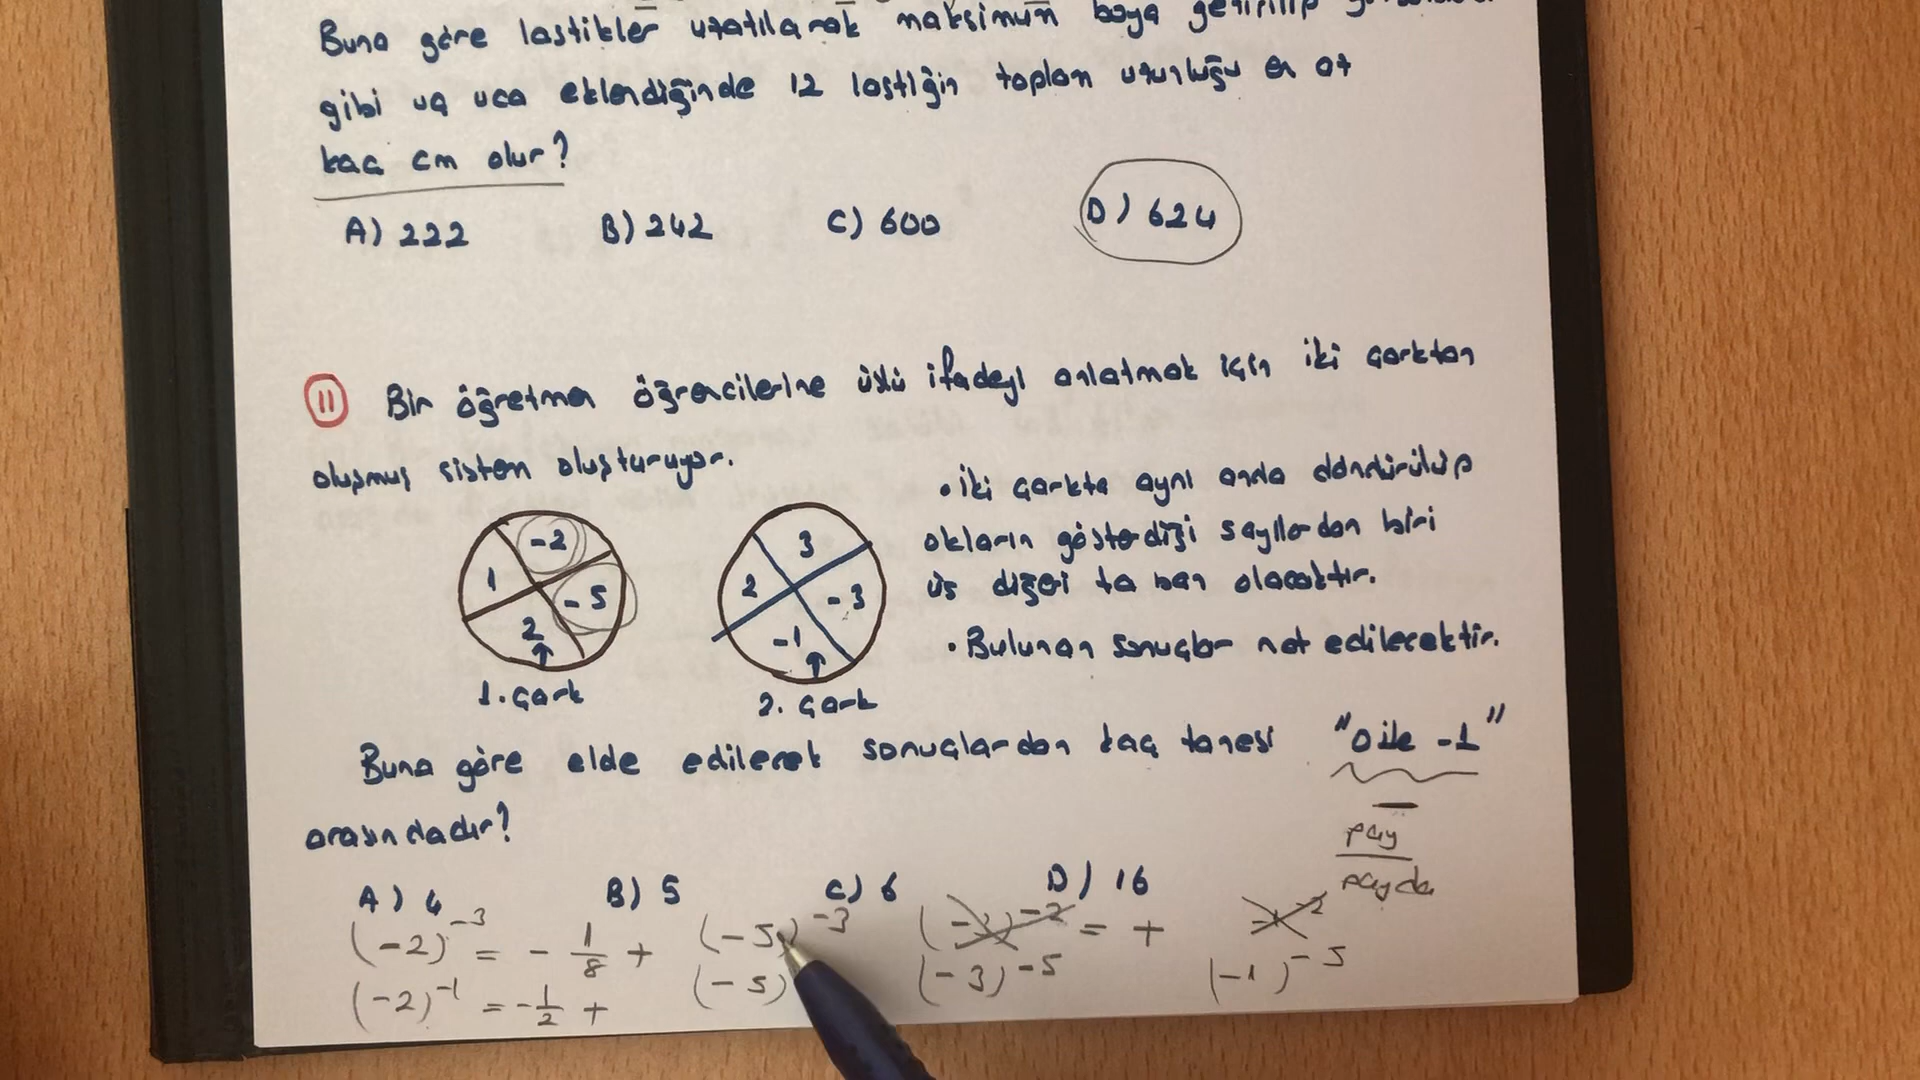 Buna göre lastikler uzatılarak maksimum boya getirilip
gibi uç uca eklendiğinde 12 lastiğin toplam uzunluğu en az
kaç cm olur?
A) 222 B) 242 C) 600 D) 624
11 Bir öğretmen öğrencilerine üslü ifadeyi anlatmak için iki çarktan
oluşmuş sistem oluşturuyor.
• İki çarkta aynı anda döndürülüp
okların gösterdiği sayılardan biri
üs diğeri taban olacaktır.
• Bulunan sonuçlar not edilecektir.
-2
1
-5
2
1. çark
3
2
-3
-1
2. çark
Buna göre elde edilecek sonuçlardan kaç tanesi "0 ile -1"
arasındadır?
pay
payda
A) 4 B) 5 C) 6 D) 16
(-2)^-3 = - 1/8 + (-5)^-3 = +
(-2)^-1 = - 1/2 + (-5) (-3)^-5 (-1)^-5